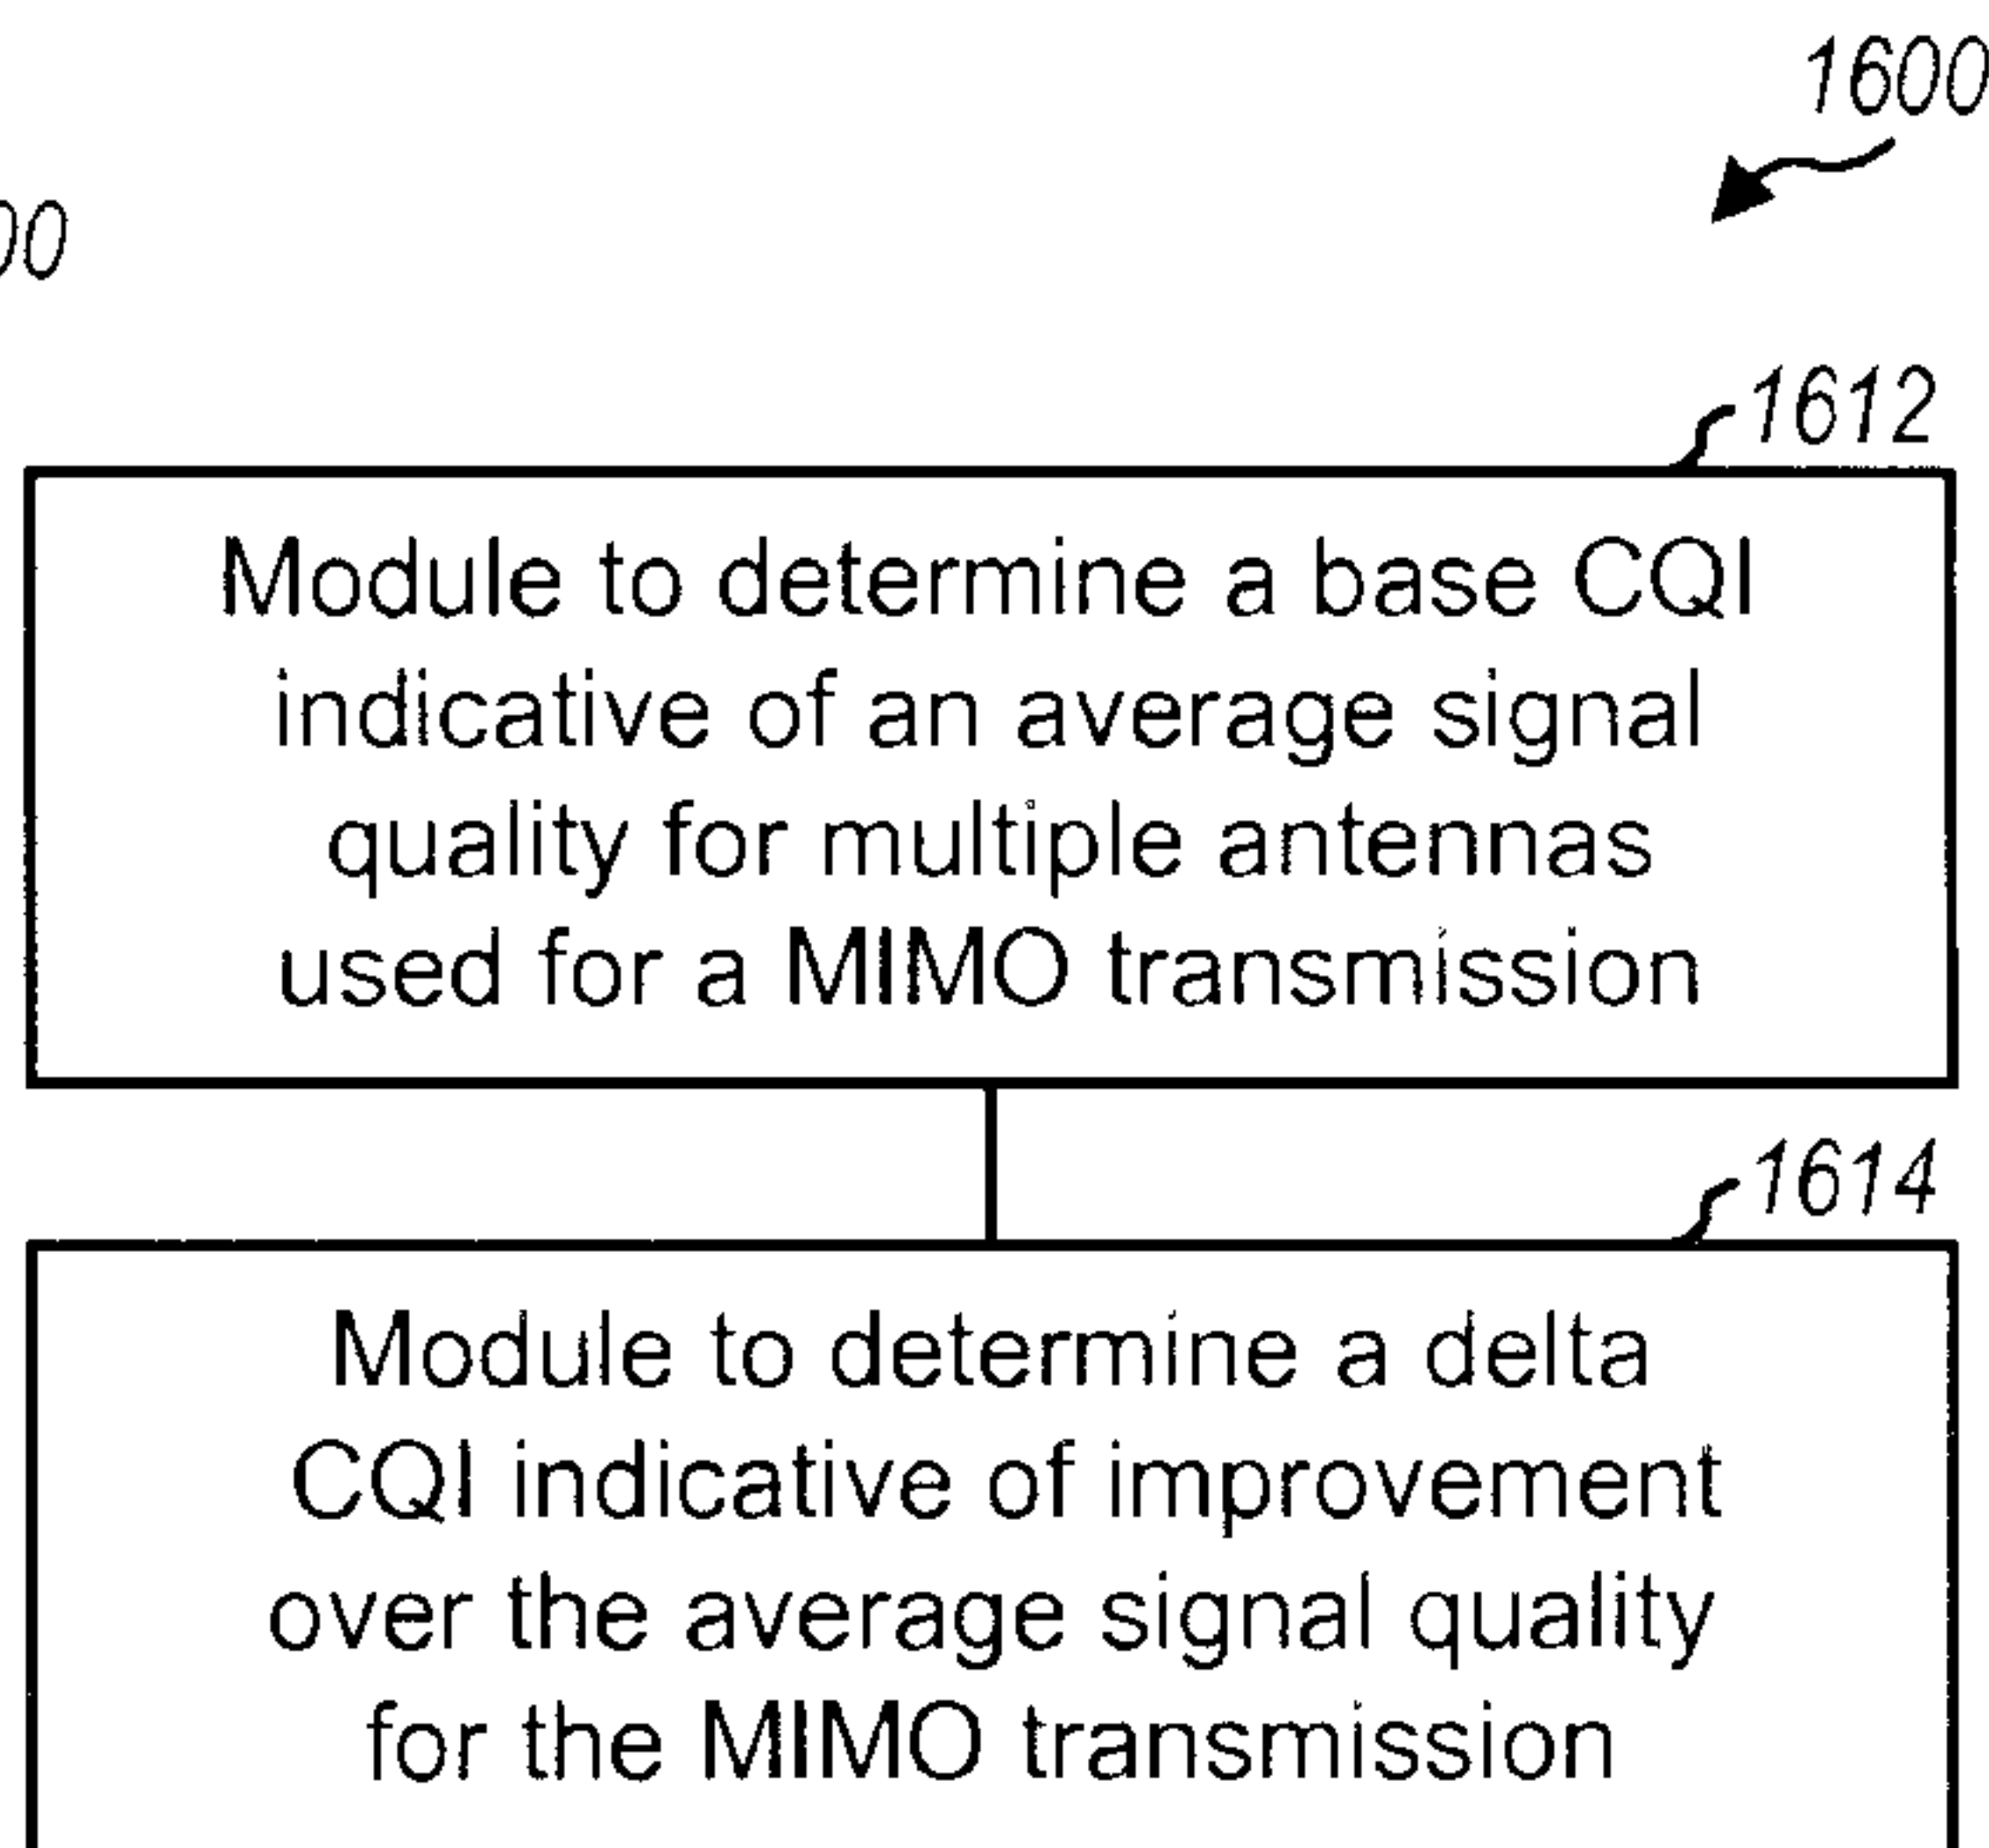 1600
00
1612
Module to determine a base CQI
indicative of an average signal
quality for multiple antennas
used for a MIMO transmission
1614
Module to determine a delta
CQI indicative of improvement
over the average signal quality
for the MIMO transmission